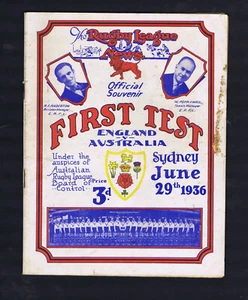 The Rugby League
News
Official
Souvenir
FIRST TEST
ENGLAND
V
AUSTRALIA
Under the
auspices of
Australian
Rugby League
Board of
Control
Price
3d
Sydney
June
29th 1936